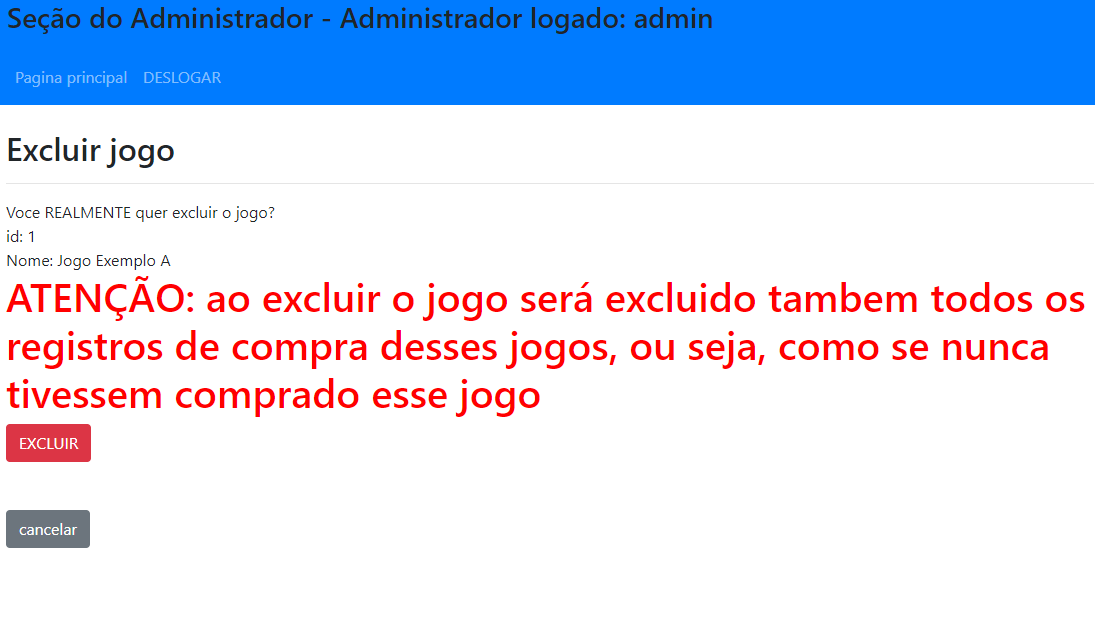 Seção do Administrador - Administrador logado: admin
Pagina principal DESLOGAR
Excluir jogo
Voce REALMENTE quer excluir o jogo?
id: 1
Nome: Jogo Exemplo A
ATENÇÃO: ao excluir o jogo será excluido tambem todos os
registros de compra desses jogos, ou seja, como se nunca
tivessem comprado esse jogo
EXCLUIR
cancelar